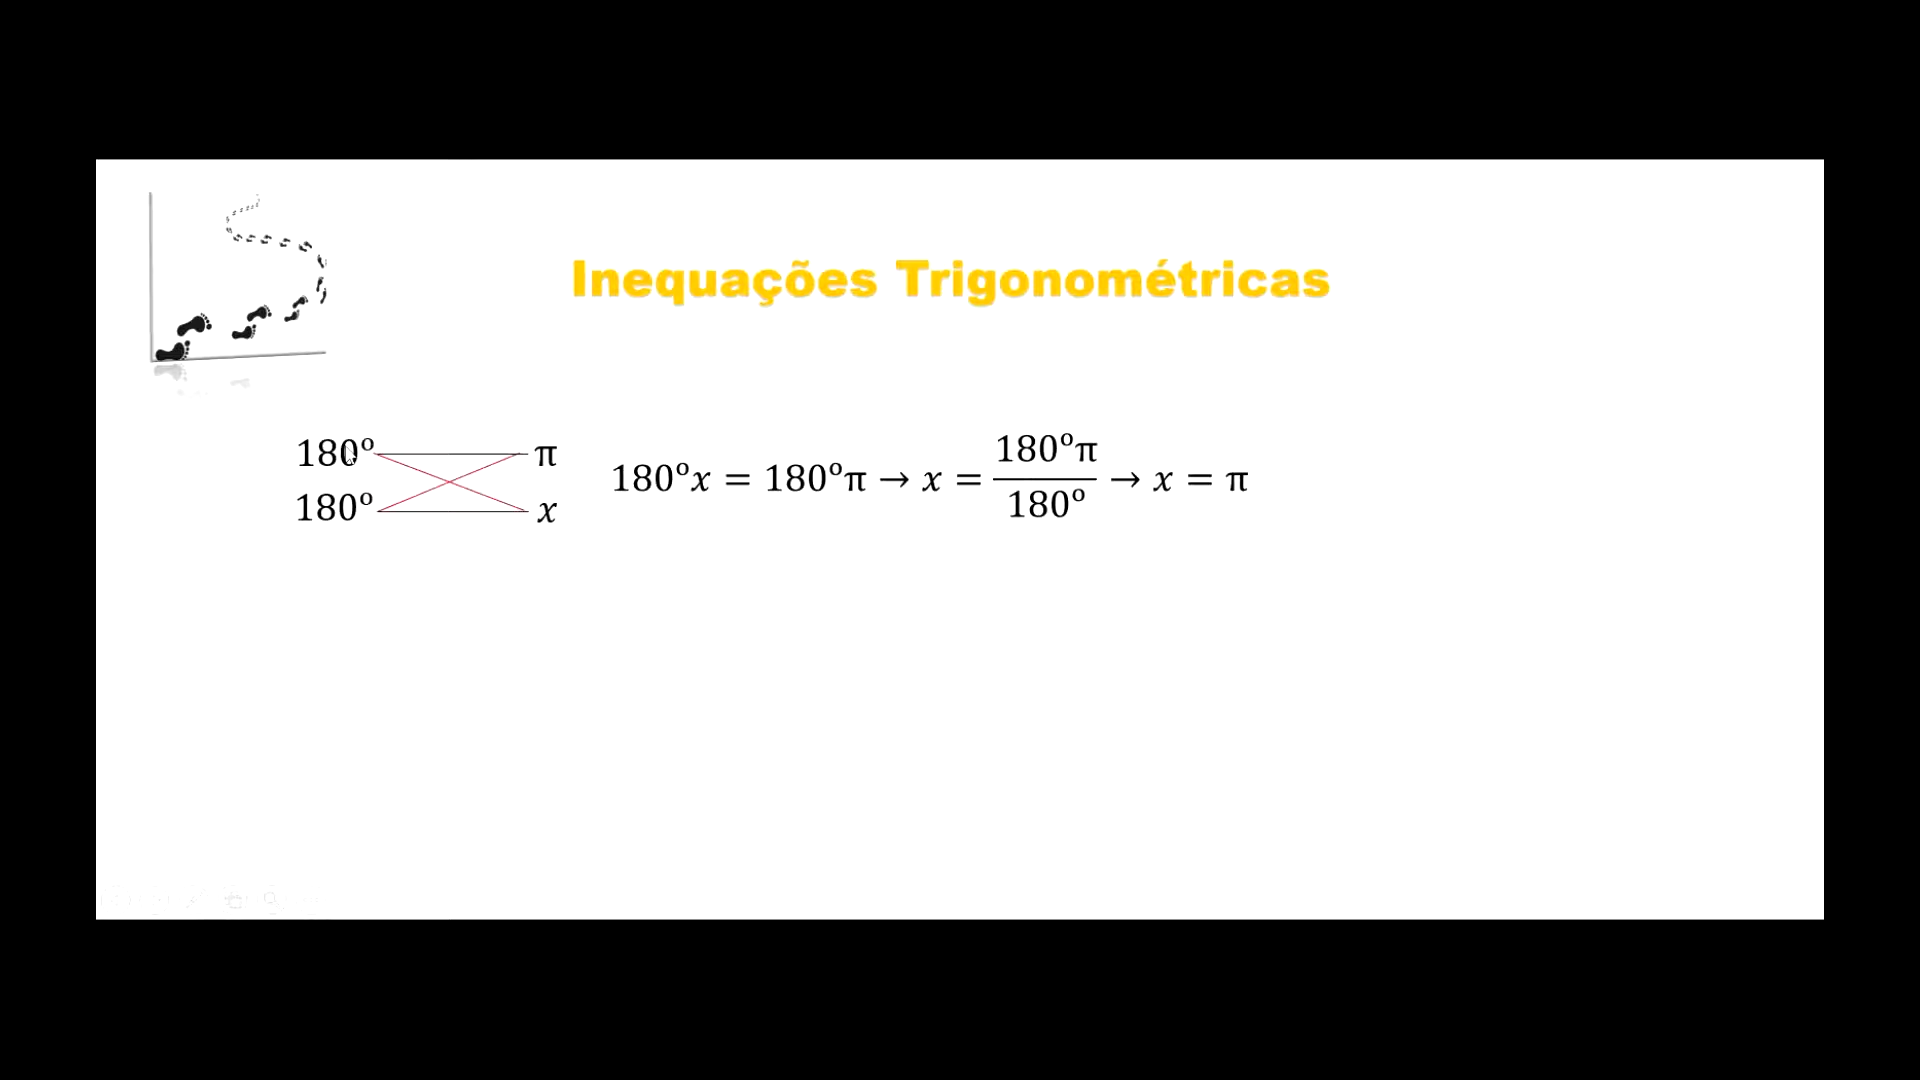 Inequações Trigonométricas
180º π
180º x
180ºx = 180ºπ → x = 180ºπ/180º → x = π